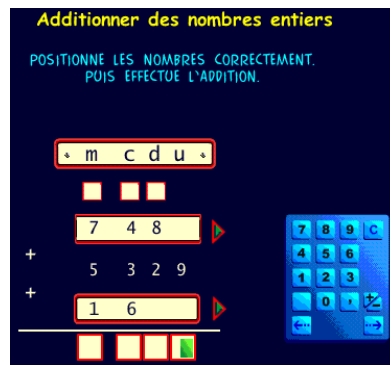 Additionner des nombres entiers
POSITIONNE LES NOMBRES CORRECTEMENT.
PUIS EFFECTUE L'ADDITION.
m c d u
7 4 8
+
5 3 2 9
+
1 6
7 8 9 C
4 5 6
1 2 3
0 , +/-